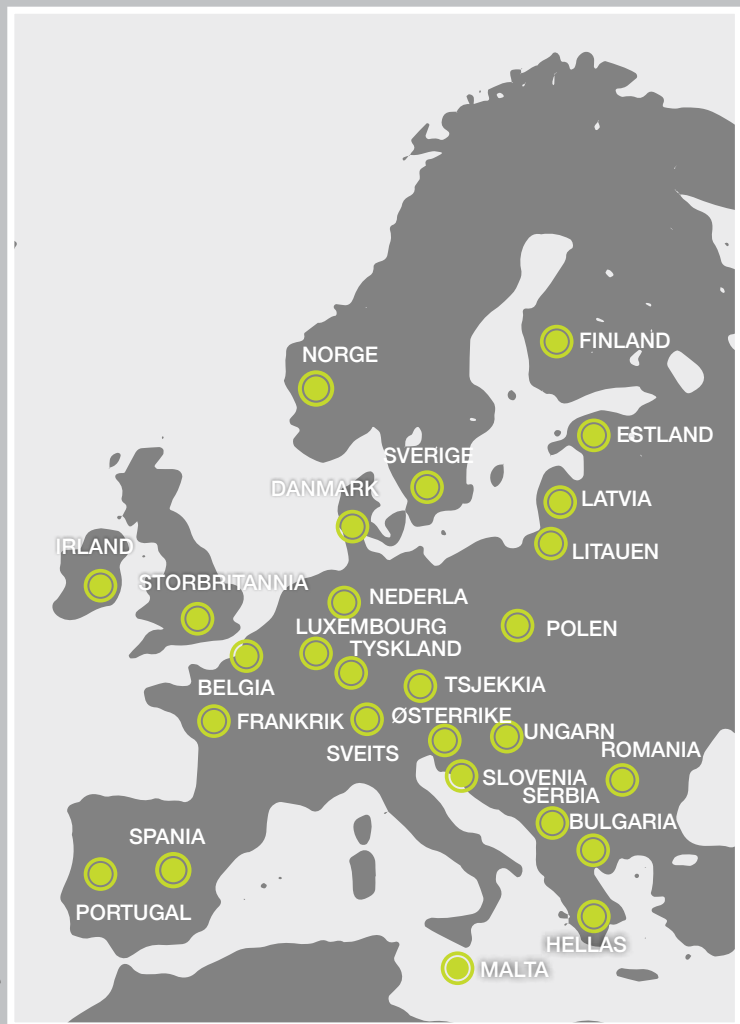 FINLAND
NORGE
ESTLAND
SVERIGE
DANMARK
LATVIA
IRLAND
LITAUEN
STORBRITANNIA
NEDERLA
LUXEMBOURG
POLEN
TYSKLAND
BELGIA
TSJEKKIA
FRANKRIK
ØSTERRIKE
UNGARN
SVEITS
ROMANIA
SLOVENIA
SERBIA
BULGARIA
SPANIA
PORTUGAL
HELLAS
MALTA